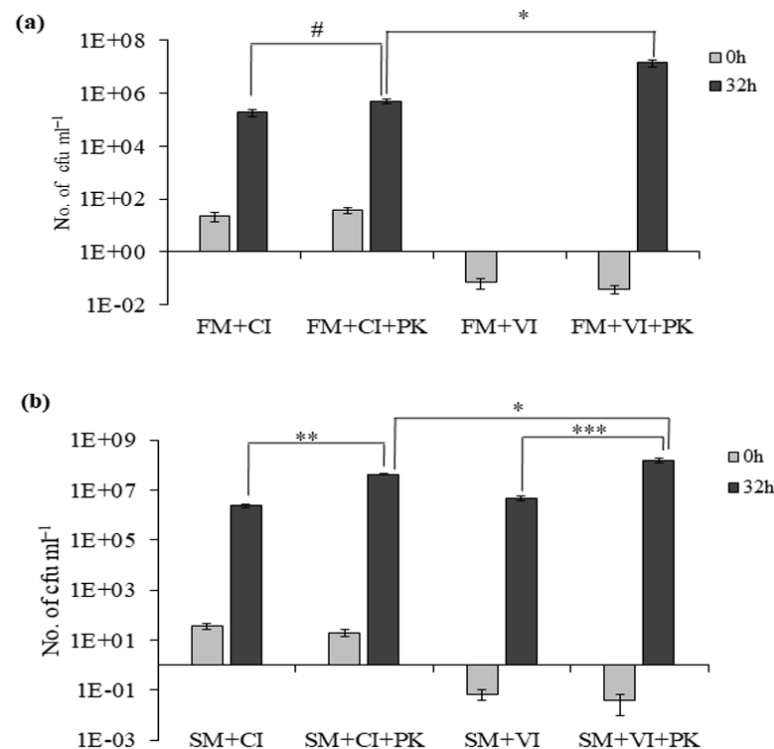 (a)
#
*
1E+08
1E+06
1E+04
1E+02
1E+00
1E-02
No. of cfu ml⁻¹
0h
32h
FM+CI FM+CI+PK FM+VI FM+VI+PK
(b)
**
*
***
1E+09
1E+07
1E+05
1E+03
1E+01
1E-01
1E-03
No. of cfu ml⁻¹
0h
32h
SM+CI SM+CI+PK SM+VI SM+VI+PK